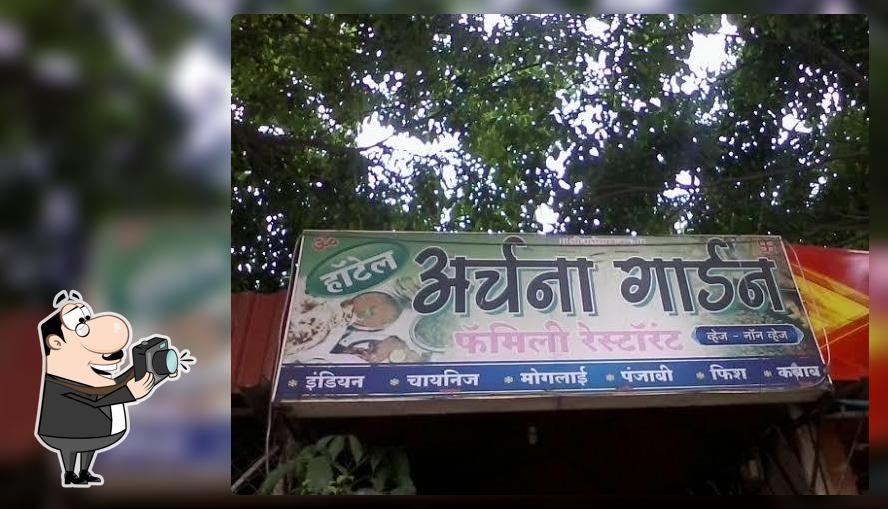 ॐ
हॉटेल
अर्चना गार्डन
फॅमिली रेस्टॉरंट
व्हेज - नॉन व्हेज
* इंडियन * चायनिज * मोगलाई * पंजाबी * फिश * कबाब